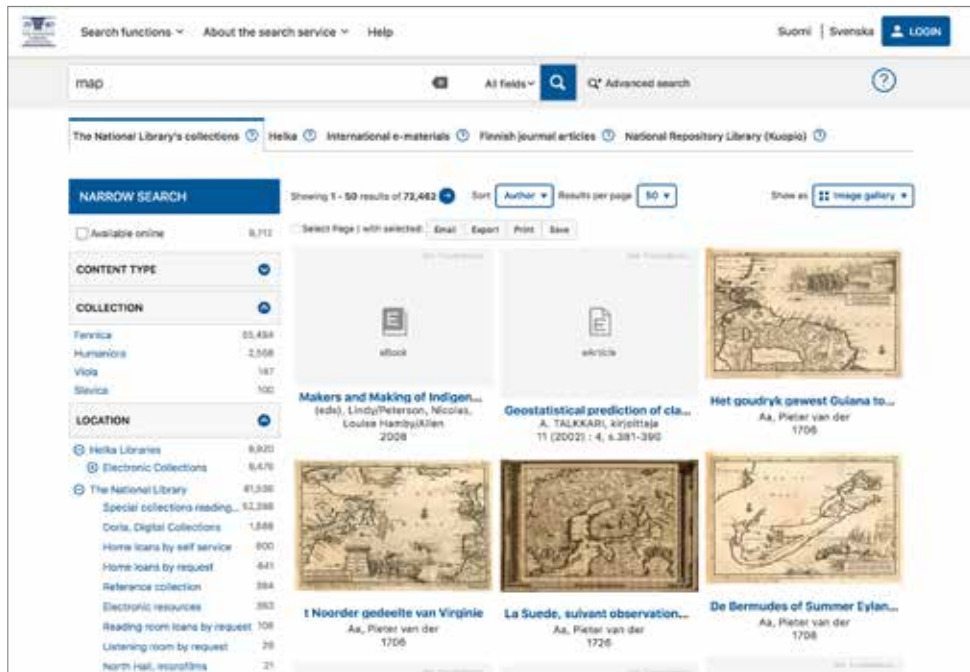 Search functions About the search service Help Suomi | Svenska LOGIN
map All fields Advanced search ?
The National Library's collections ? Helka ? International e-materials ? Finnish journal articles ? National Repository Library (Kuopio) ?
NARROW SEARCH
Showing 1 - 50 results of 72,462 Sort Author Results per page 50 Show as Image gallery
Available online
Select Page | with selected: Email Export Print Save
CONTENT TYPE
COLLECTION
Fennica
Humaniora
Viola
Slavica 100
LOCATION
Helka Libraries
Electronic Collections
The National Library
Special collections reading...
Doria, Digital Collections
Home loans by self service 600
Home loans by request 441
Reference collection
Electronic resources
Reading room loans by request
Listening room by request
North Hall, microfilms 21
eBook
Makers and Making of Indigen...
(eds), Lindy/Peterson, Nicolas,
Louise Hamby/Allen
2008
eArticle
Geostatistical prediction of cla...
A. TALKKARI, kirjoittaja
11 (2002) : 4, s.381-390
Het goudryk gewest Guiana to...
Aa, Pieter van der
1706
t Noorder gedeelte van Virginie
Aa, Pieter van der
1706
La Suede, suivant observation...
Aa, Pieter van der
1726
De Bermudes of Summer Eylan...
Aa, Pieter van der
1706